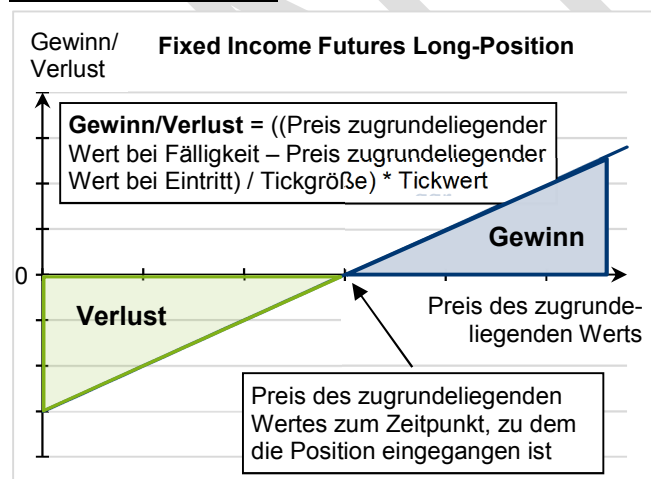 Gewinn/
Verlust
Fixed Income Futures Long-Position
Gewinn/Verlust = ((Preis zugrundeliegender
Wert bei Fälligkeit – Preis zugrundeliegender
Wert bei Eintritt) / Tickgröße) * Tickwert
Gewinn
0
Verlust
Preis des zugrunde-
liegenden Werts
Preis des zugrundeliegenden
Wertes zum Zeitpunkt, zu dem
die Position eingegangen ist